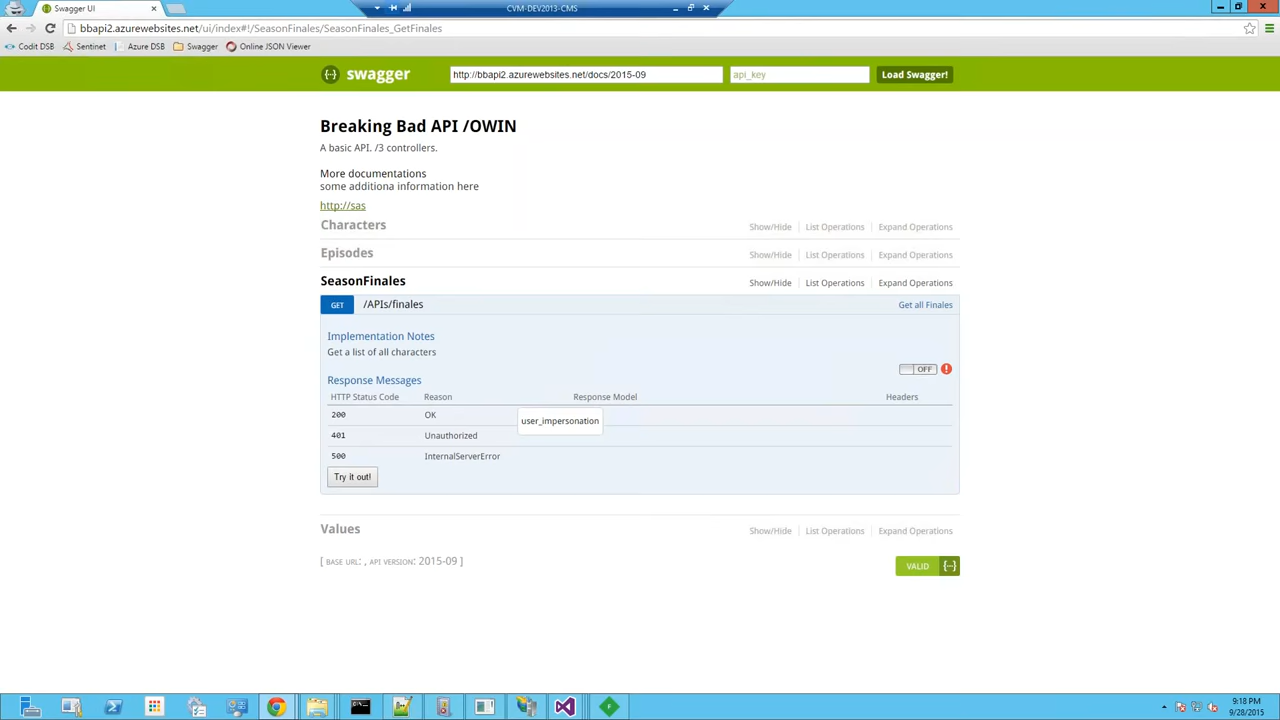 Swagger UI
CVM-DEV2013-CMS
bbapi2.azurewebsites.net/ui/index#!/SeasonFinales/SeasonFinales_GetFinales
Codit DSB Sentinet Azure DSB Swagger Online JSON Viewer
swagger http://bbapi2.azurewebsites.net/docs/2015-09 api_key Load Swagger!
Breaking Bad API /OWIN
A basic API. /3 controllers.
More documentations
some additiona information here
http://sas
Characters Show/Hide List Operations Expand Operations
Episodes Show/Hide List Operations Expand Operations
SeasonFinales Show/Hide List Operations Expand Operations
GET /APIs/finales Get all Finales
Implementation Notes
Get a list of all characters
OFF
Response Messages
HTTP Status Code Reason Response Model Headers
200 OK
user_impersonation
401 Unauthorized
500 InternalServerError
Try it out!
Values Show/Hide List Operations Expand Operations
[ BASE URL: , API VERSION: 2015-09 ]
VALID {...}
9:18 PM
9/28/2015